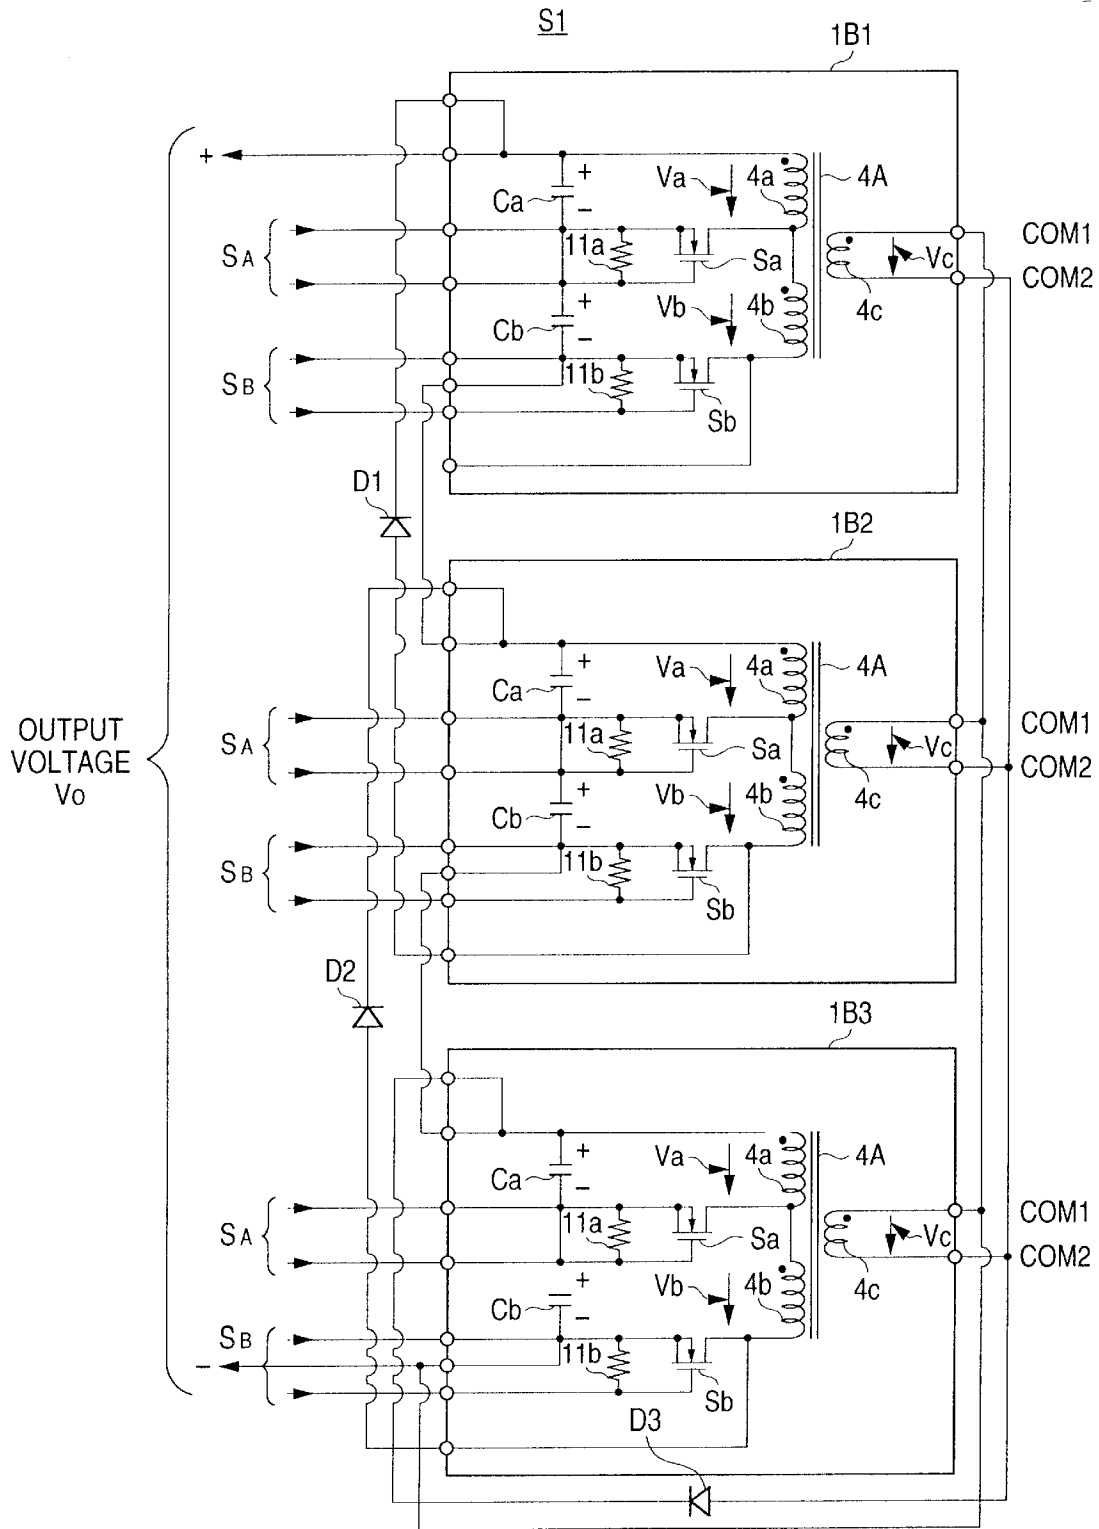 S1
1B1
+
Ca
+
−
SA
11a
Va
4a
4A
Sa
Vc
COM1
COM2
4c
Cb
+
−
Vb
4b
SB
11b
Sb
D1
1B2
Ca
+
−
Va
4a
4A
SA
11a
Sa
Vc
COM1
COM2
4c
OUTPUT
VOLTAGE
Vo
Cb
+
−
Vb
4b
SB
11b
Sb
D2
1B3
Ca
+
−
Va
4a
4A
SA
11a
Sa
Vc
COM1
COM2
4c
Cb
+
−
Vb
4b
SB
−
11b
Sb
D3